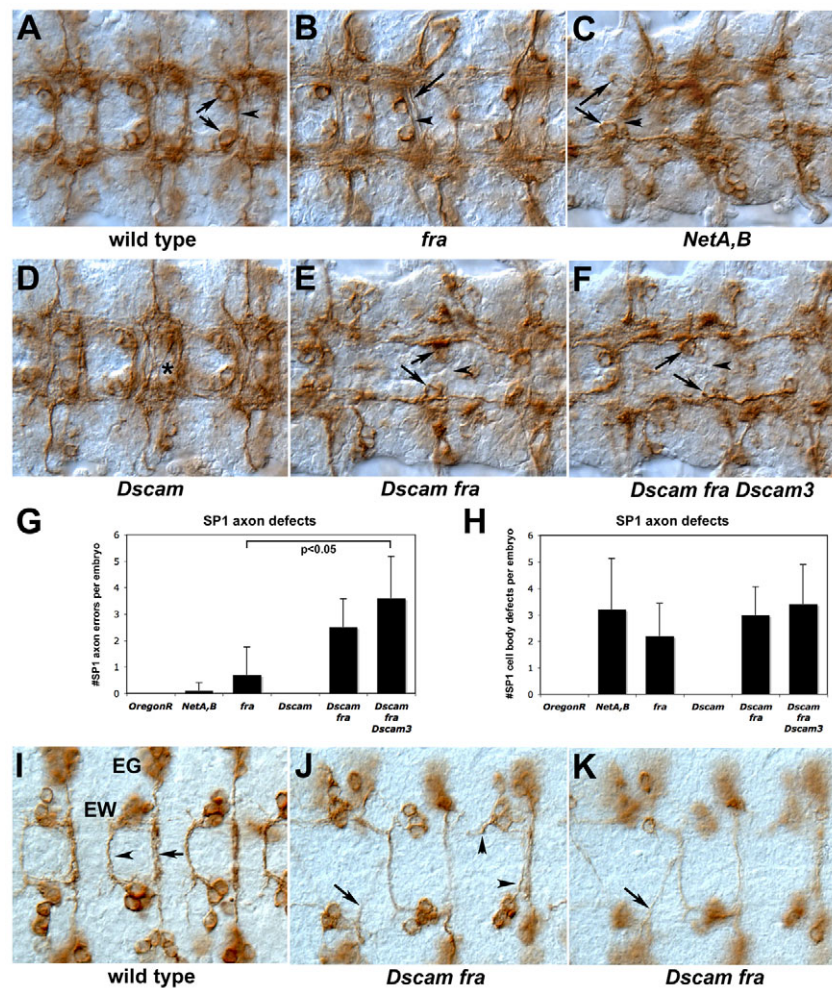 A
B
C
wild type
fra
NetA,B
D
*
E
F
Dscam
Dscam fra
Dscam fra Dscam3
G
SP1 axon defects
#SP1 axon errors per embryo
6
5
4
3
2
1
0
p<0.05
OregonR
NetA,B
fra
Dscam
Dscam
fra
Dscam
fra
Dscam3
H
SP1 axon defects
#SP1 cell body defects per embryo
6
5
4
3
2
1
0
OregonR
NetA,B
fra
Dscam
Dscam
fra
Dscam
fra
Dscam3
I
EG
EW
J
K
wild type
Dscam fra
Dscam fra